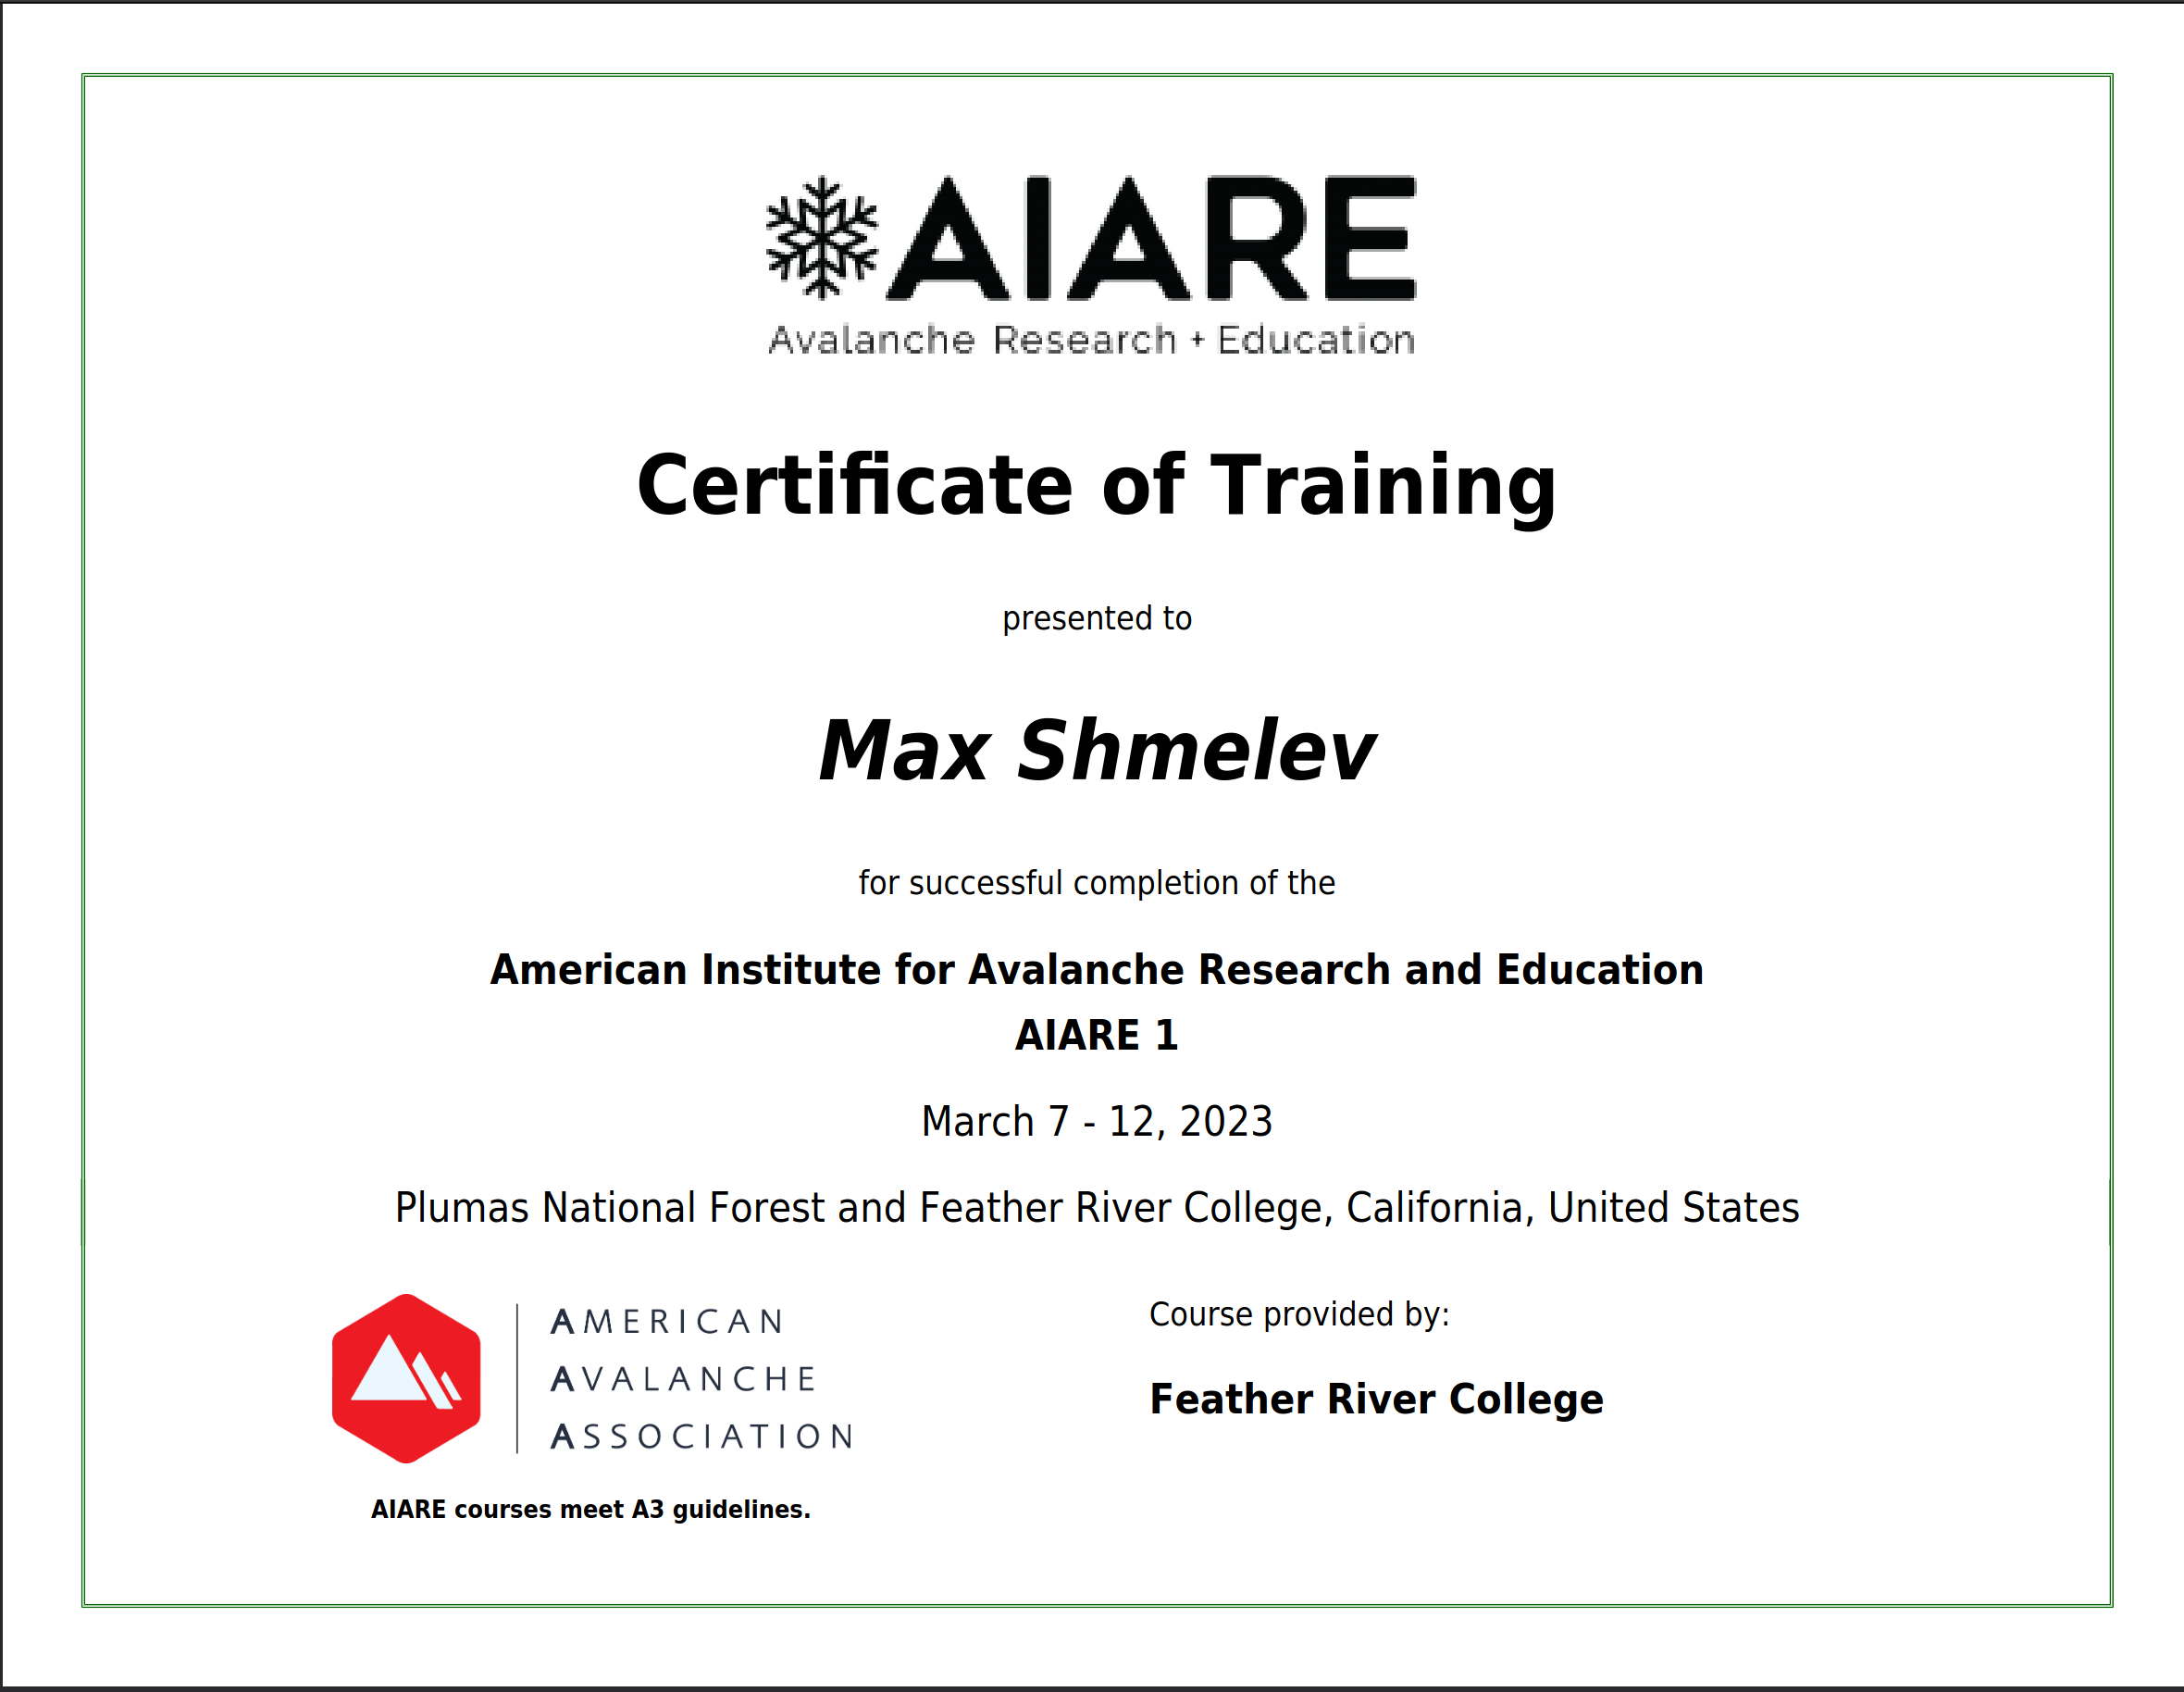 AIARE
Avalanche Research + Education
Certificate of Training
presented to
Max Shmelev
for successful completion of the
American Institute for Avalanche Research and Education
AIARE 1
March 7 - 12, 2023
Plumas National Forest and Feather River College, California, United States
AMERICAN
AVALANCHE
ASSOCIATION
AIARE courses meet A3 guidelines.
Course provided by:
Feather River College